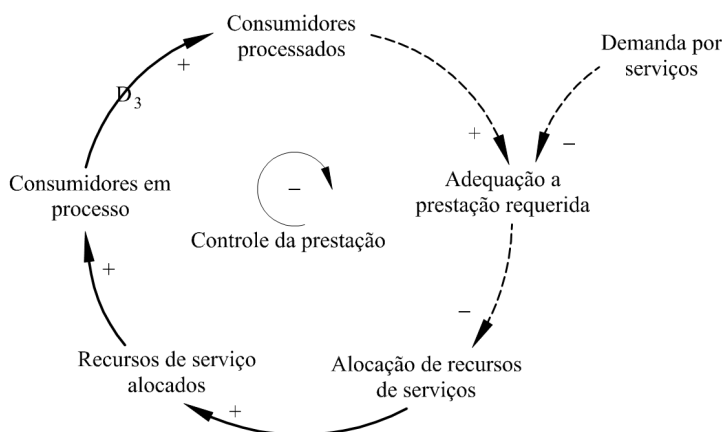 Consumidores
processados
Demanda por
serviços
+
D3
+
−
Consumidores em
processo
−
Adequação a
prestação requerida
Controle da prestação
+
−
Recursos de serviço
alocados
Alocação de recursos
de serviços
+